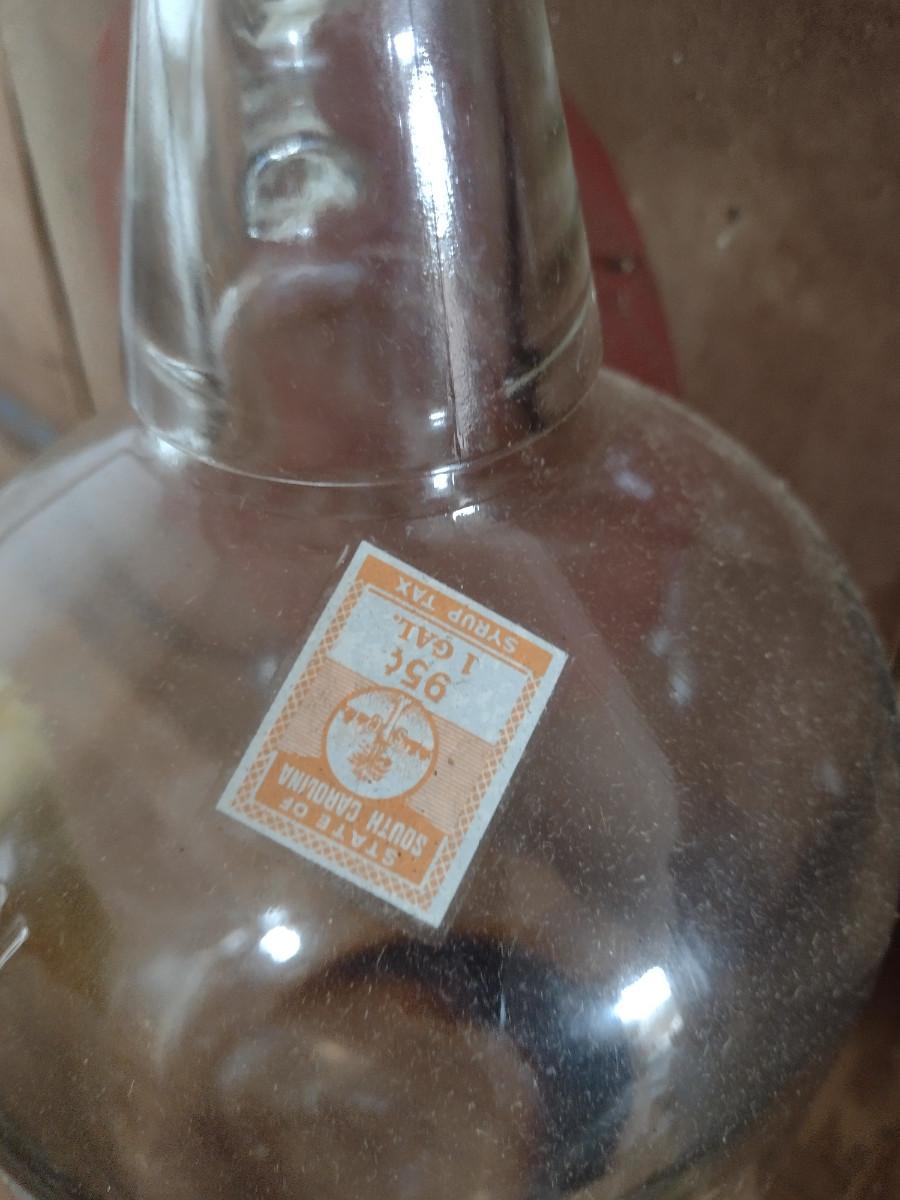 STATE OF
SOUTH CAROLINA
95¢
1 GAL.
SYRUP TAX